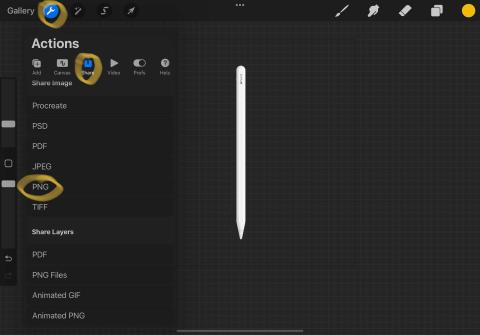 Gallery
Actions
Add Canvas Share Video Prefs Help
Share Image
Procreate
PSD
PDF
JPEG
PNG
TIFF
Share Layers
PDF
PNG Files
Animated GIF
Animated PNG